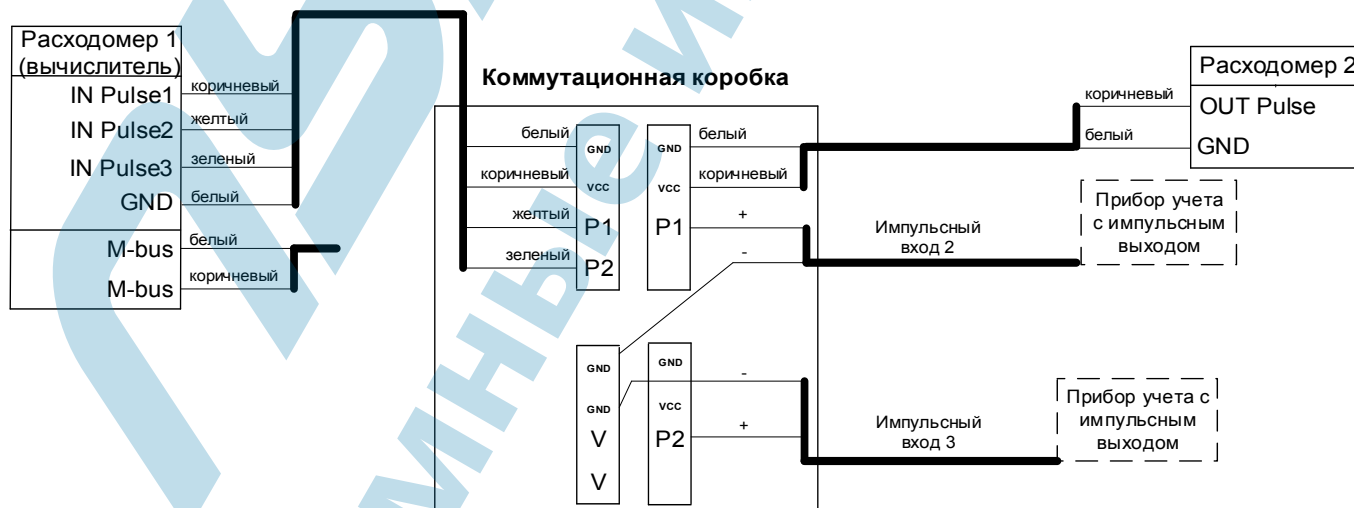 Расходомер 1
(вычислитель)
IN Pulse1
коричневый
IN Pulse2
желтый
IN Pulse3
зеленый
GND
белый
M-bus
белый
M-bus
коричневый
Коммутационная коробка
белый
GND
коричневый
VCC
желтый
P1
зеленый
P2
GND
белый
VCC
коричневый
P1
+
-
Импульсный
вход 2
GND
GND
V
V
GND
-
VCC
P2
+
Импульсный
вход 3
Расходомер 2
коричневый
OUT Pulse
белый
GND
Прибор учета
с импульсным
выходом
Прибор учета с
импульсным
выходом
мные и